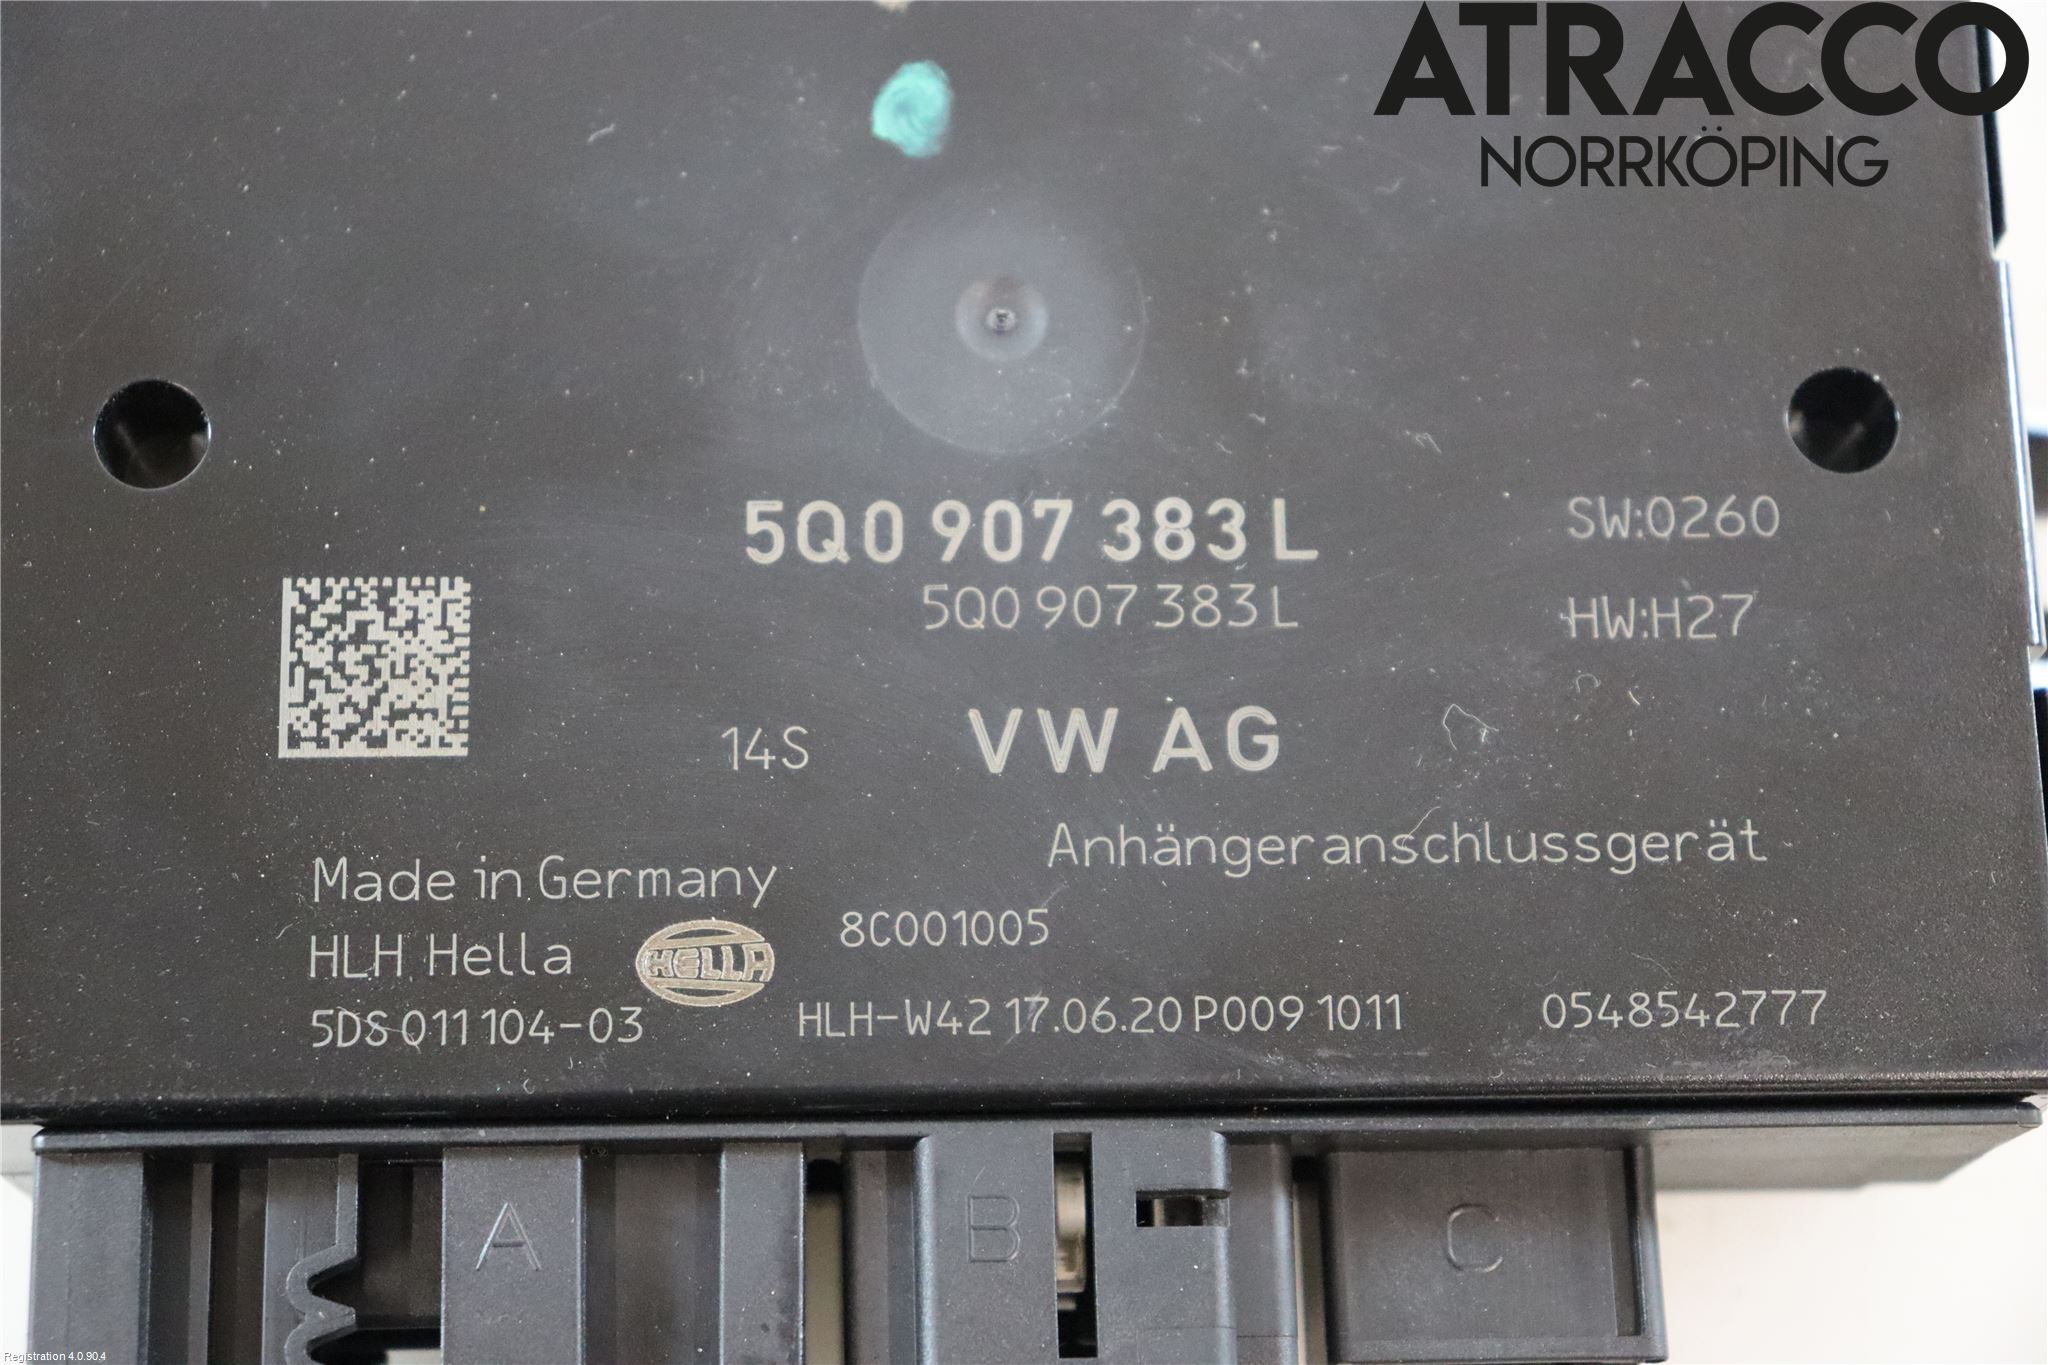 ATRACCO
NORRKÖPING
5Q0 907 383 L
5Q0 907 383 L
SW:0260
HW:H27
14S
VW AG
Anhängeranschlussgerät
Made in Germany
HLH Hella
HELLA
8C001005
5DS 011 104-03
HLH-W42 17.06.20 P009 1011
0548542777
A
B
C
Registration 4.0.90.4